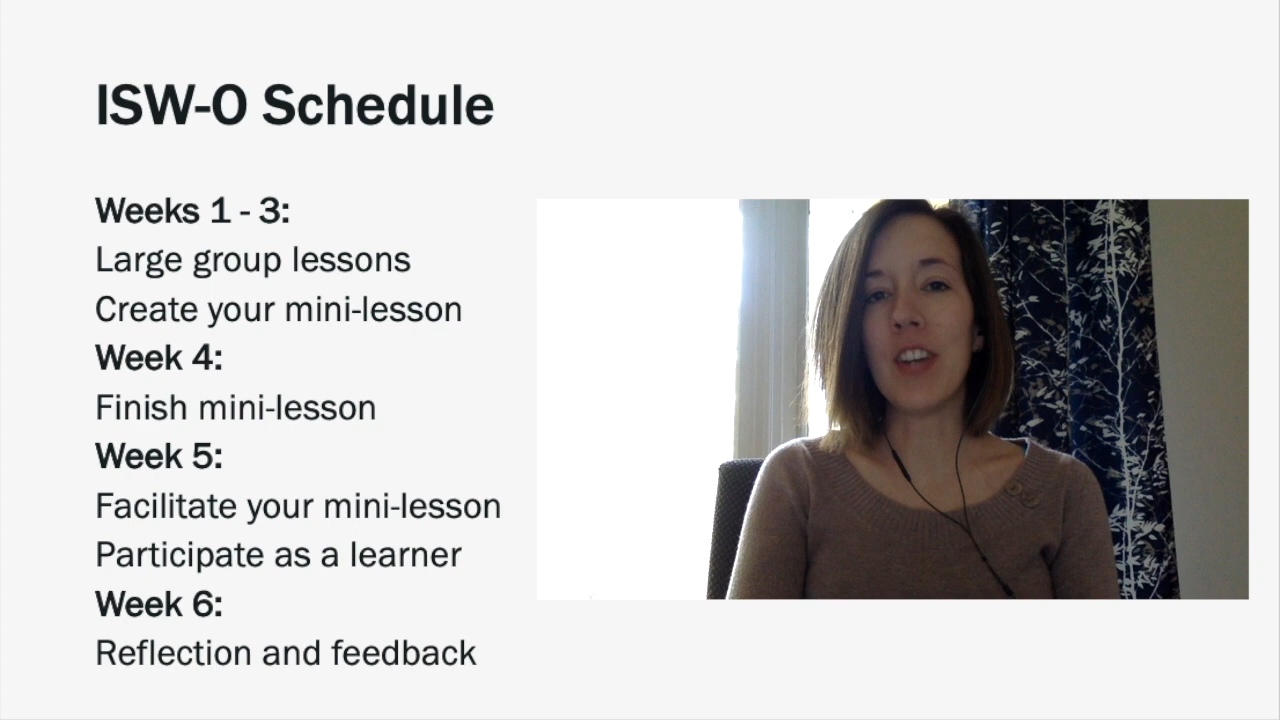 ISW-O Schedule
Weeks 1 - 3:
Large group lessons
Create your mini-lesson
Week 4:
Finish mini-lesson
Week 5:
Facilitate your mini-lesson
Participate as a learner
Week 6:
Reflection and feedback